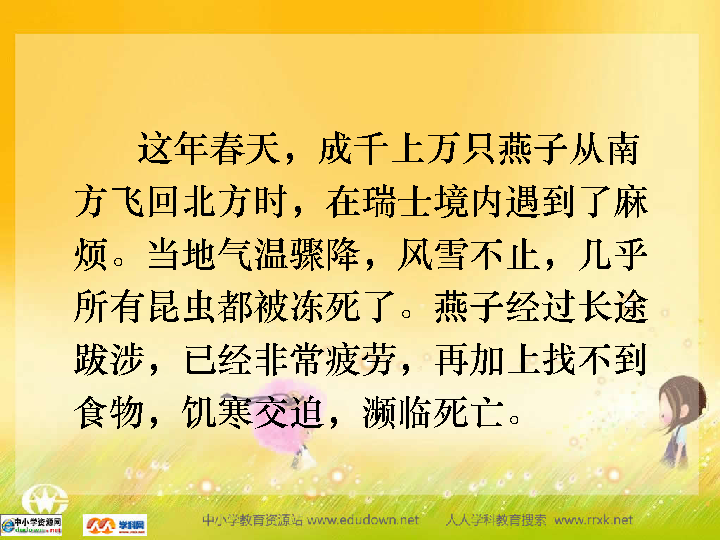 这年春天，成千上万只燕子从南
方飞回北方时，在瑞士境内遇到了麻
烦。当地气温骤降，风雪不止，几乎
所有昆虫都被冻死了。燕子经过长途
跋涉，已经非常疲劳，再加上找不到
食物，饥寒交迫，濒临死亡。
中小学资源网
学科网
中小学教育资源站 www.edudown.net 人人学科教育搜索 www.rrxk.net